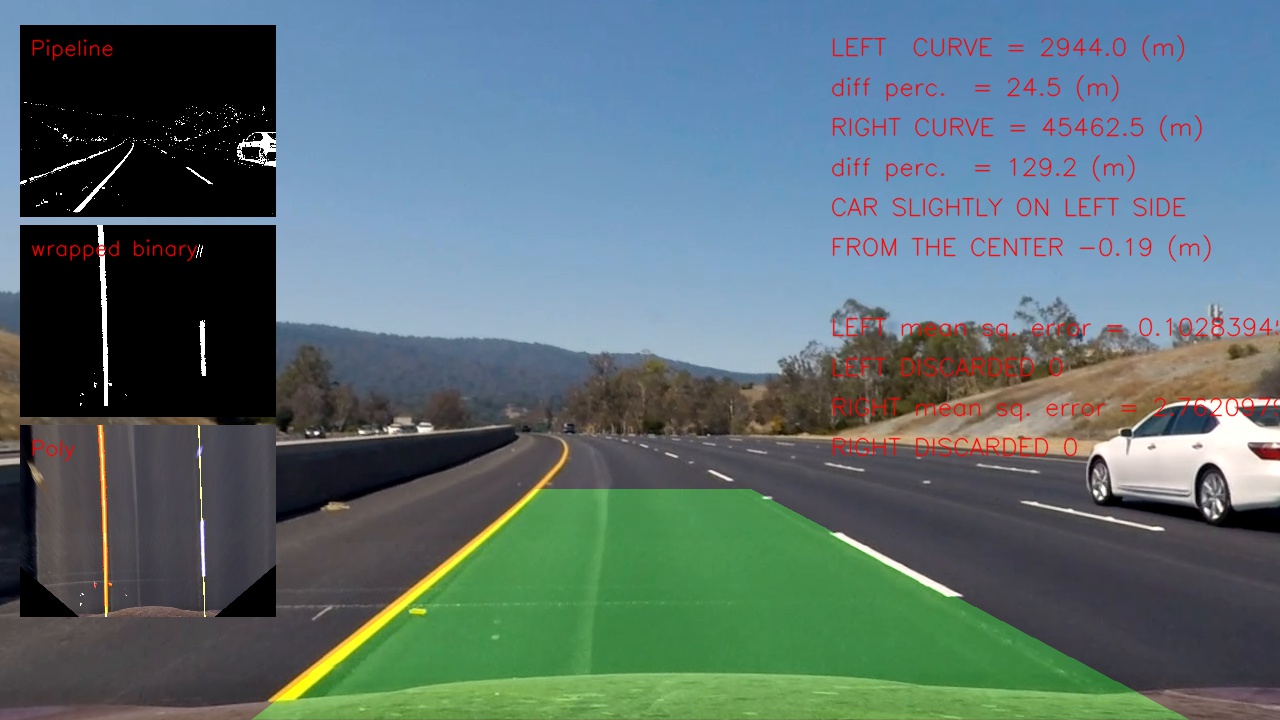 Pipeline
wrapped binary
Poly
LEFT CURVE = 2944.0 (m)
diff perc. = 24.5 (m)
RIGHT CURVE = 45462.5 (m)
diff perc. = 129.2 (m)
CAR SLIGHTLY ON LEFT SIDE
FROM THE CENTER -0.19 (m)
LEFT mean sq. error = 0.1028394
LEFT DISCARDED 0
RIGHT mean sq. error = 2.762097
RIGHT DISCARDED 0